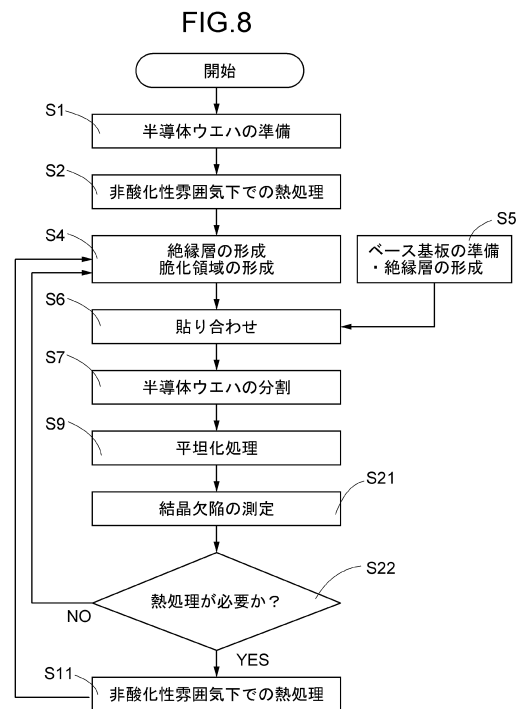 FIG.8
開始
S1
半導体ウエハの準備
S2
非酸化性雰囲気下での熱処理
S4
絶縁層の形成
脆化領域の形成
S5
ベース基板の準備
・絶縁層の形成
S6
貼り合わせ
S7
半導体ウエハの分割
S9
平坦化処理
S21
結晶欠陥の測定
S22
熱処理が必要か？
NO
YES
S11
非酸化性雰囲気下での熱処理